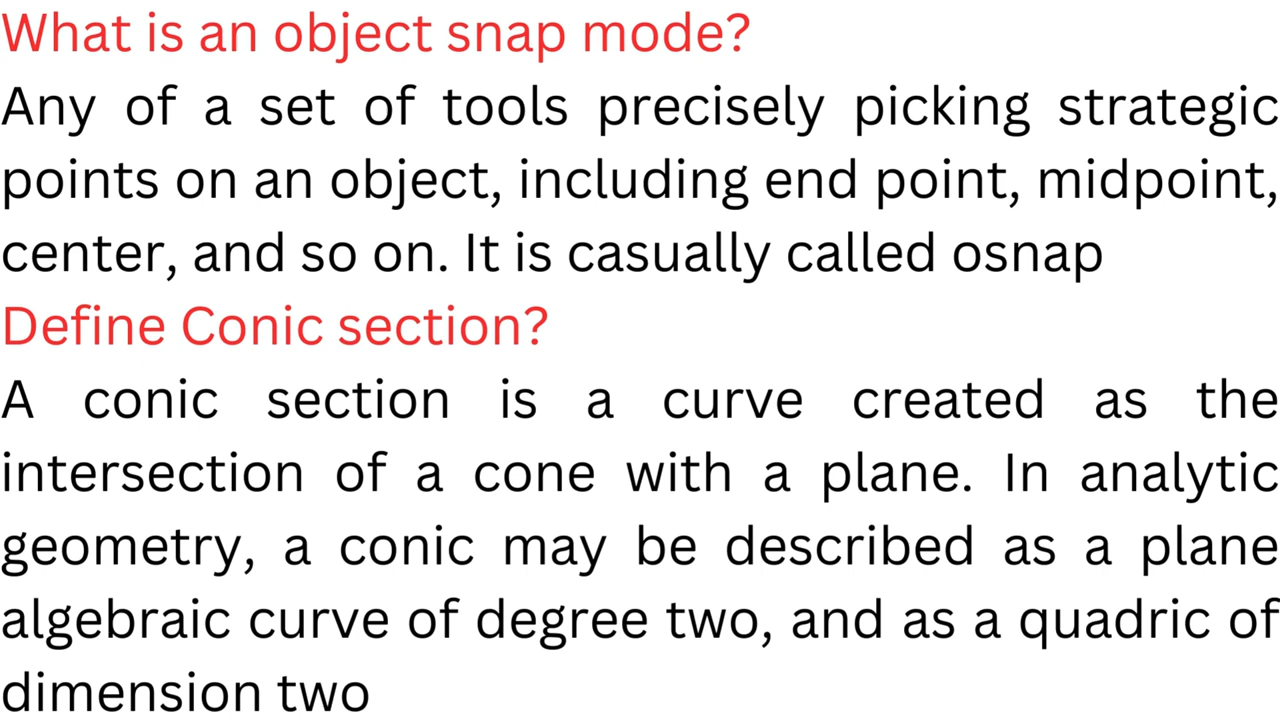 What is an object snap mode?
Any of a set of tools precisely picking strategic
points on an object, including end point, midpoint,
center, and so on. It is casually called osnap
Define Conic section?
A conic section is a curve created as the
intersection of a cone with a plane. In analytic
geometry, a conic may be described as a plane
algebraic curve of degree two, and as a quadric of
dimension two